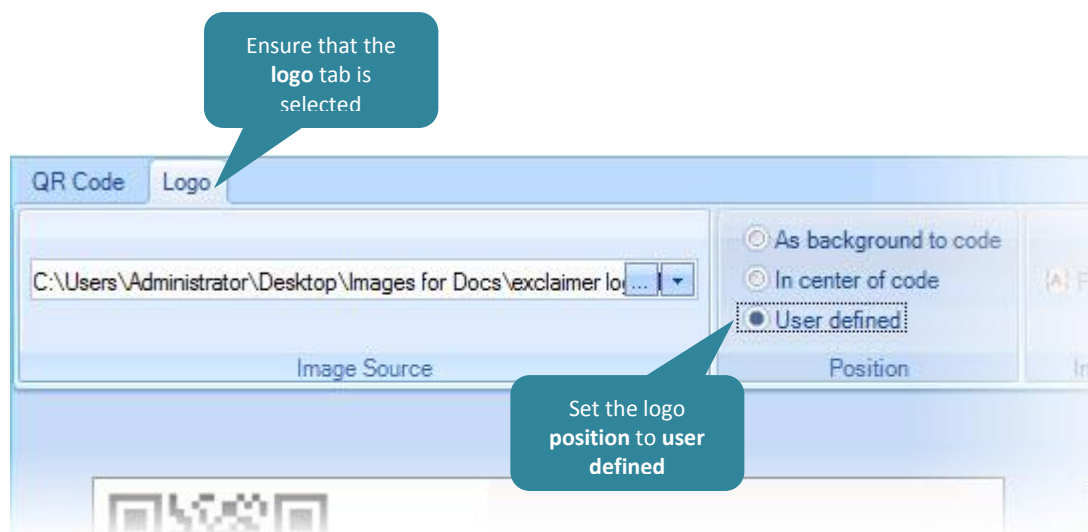 Ensure that the
logo tab is
selected
QR Code Logo
C:\Users\Administrator\Desktop\Images for Docs\exclaimer lo ... 
As background to code
In center of code
User defined
Image Source
Position
Set the logo
position to user
defined